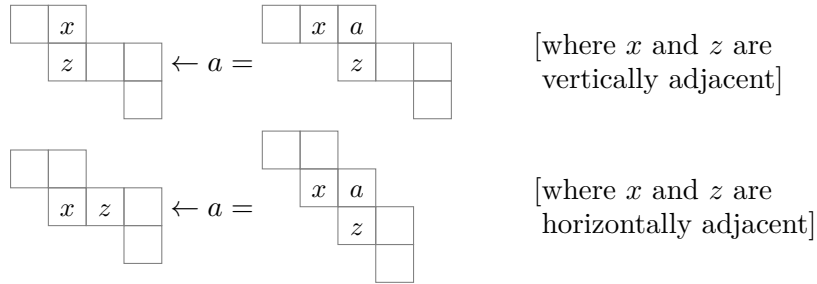 x
z
← a =
x a
z
[where x and z are
vertically adjacent]
x z
← a =
x a
z
[where x and z are
horizontally adjacent]